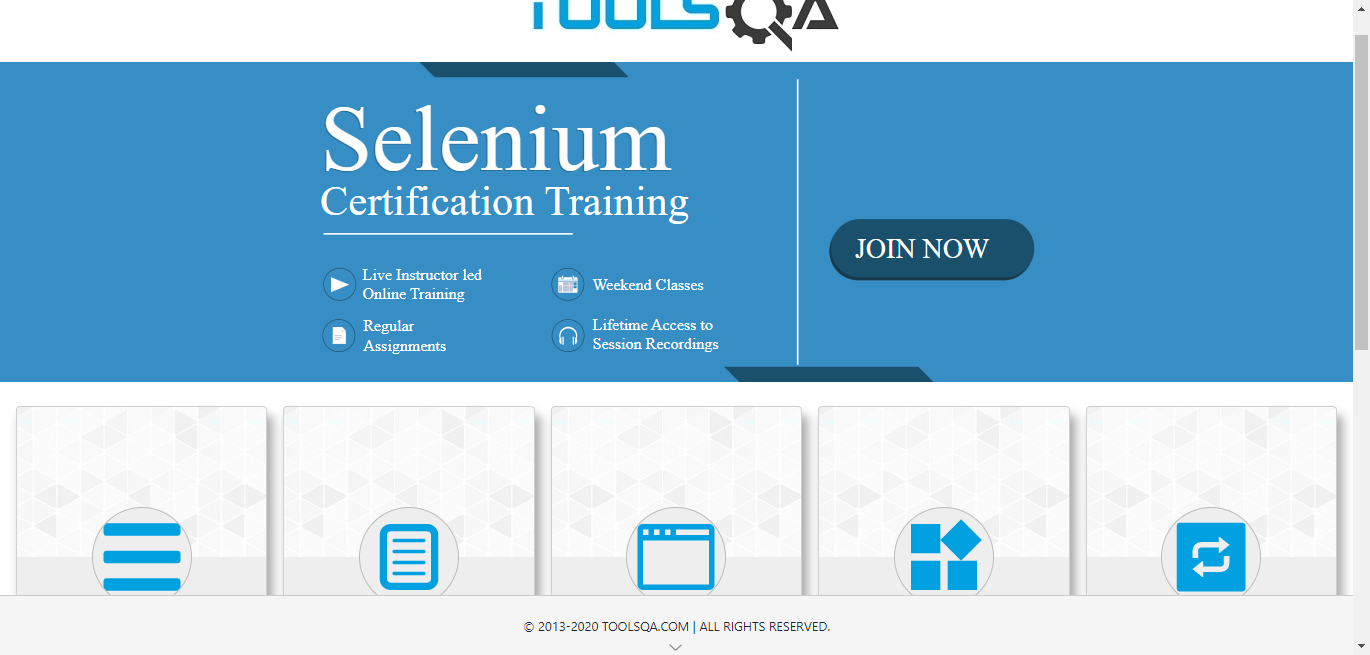 TOOLSQA
Selenium
Certification Training
Live Instructor led
Online Training
Weekend Classes
Regular
Assignments
Lifetime Access to
Session Recordings
JOIN NOW
© 2013-2020 TOOLSQA.COM | ALL RIGHTS RESERVED.